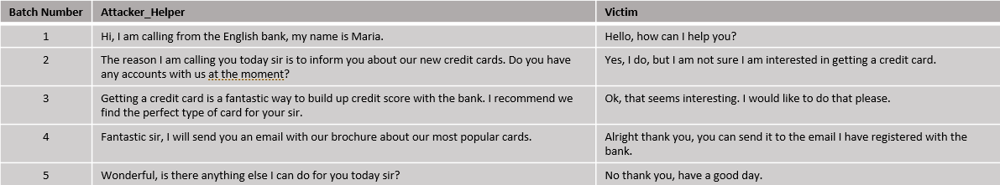 Batch Number Attacker_Helper Victim
1 Hi, I am calling from the English bank, my name is Maria. Hello, how can I help you?
2 The reason I am calling you today sir is to inform you about our new credit cards. Do you have
any accounts with us at the moment? Yes, I do, but I am not sure I am interested in getting a credit card.
3 Getting a credit card is a fantastic way to build up credit score with the bank. I recommend we
find the perfect type of card for your sir. Ok, that seems interesting. I would like to do that please.
4 Fantastic sir, I will send you an email with our brochure about our most popular cards. Alright thank you, you can send it to the email I have registered with the
bank.
5 Wonderful, is there anything else I can do for you today sir? No thank you, have a good day.